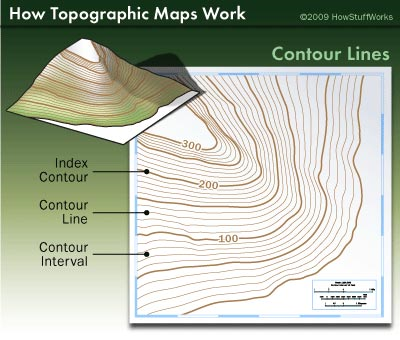 How Topographic Maps Work
©2009 HowStuffWorks
Contour Lines
300
Index
Contour
200
Contour
Line
100
Contour
Interval